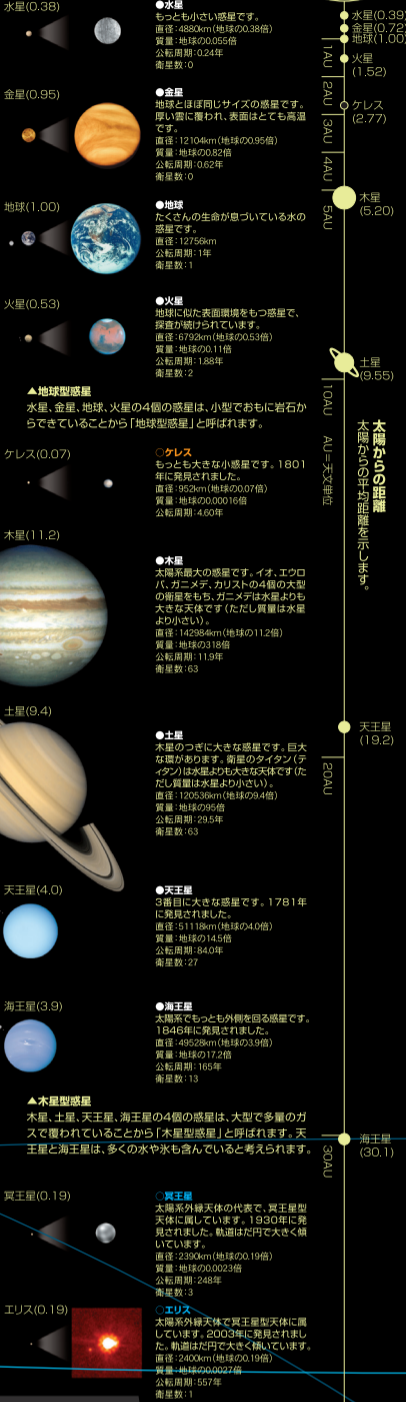 水星(0.38)
●水星
もっとも小さい惑星です。
直径：4880km(地球の0.38倍)
質量：地球の0.055倍
公転周期：0.24年
衛星数：0
金星(0.95)
●金星
地球とほぼ同じサイズの惑星です。
厚い雲に覆われ、表面はとても高温
です。
直径：12104km(地球の0.95倍)
質量：地球の0.82倍
公転周期：0.62年
衛星数：0
地球(1.00)
●地球
たくさんの生命が息づいている水の
惑星です。
直径：12756km
公転周期：1年
衛星数：1
火星(0.53)
●火星
地球に似た表面環境をもつ惑星で、
探査が続けられています。
直径：6792km(地球の0.53倍)
質量：地球の0.11倍
公転周期：1.88年
衛星数：2
▲地球型惑星
水星、金星、地球、火星の4個の惑星は、小型でおもに岩石か
らできていることから「地球型惑星」と呼ばれます。
ケレス(0.07)
○ケレス
もっとも大きな小惑星です。1801
年に発見されました。
直径：952km(地球の0.07倍)
質量：地球の0.00016倍
公転周期：4.60年
木星(11.2)
●木星
太陽系最大の惑星です。イオ、エウロ
パ、ガニメデ、カリストの4個の大型
の衛星をもち、ガニメデは水星よりも
大きな天体です(ただし質量は水星
より小さい)。
直径：142984km(地球の11.2倍)
質量：地球の318倍
公転周期：11.9年
衛星数：63
土星(9.4)
●土星
木星のつぎに大きな惑星です。巨大
な環があります。衛星のタイタン(テ
ィタン)は水星よりも大きな天体です(た
だし質量は水星より小さい)。
直径：120536km(地球の9.4倍)
質量：地球の95倍
公転周期：29.5年
衛星数：63
天王星(4.0)
●天王星
3番目に大きな惑星です。1781年
に発見されました。
直径：51118km(地球の4.0倍)
質量：地球の14.5倍
公転周期：84.0年
衛星数：27
海王星(3.9)
●海王星
太陽系でもっとも外側を回る惑星です。
1846年に発見されました。
直径：49528km(地球の3.9倍)
質量：地球の17.2倍
公転周期：165年
衛星数：13
▲木星型惑星
木星、土星、天王星、海王星の4個の惑星は、大型で多量のガ
スで覆われていることから「木星型惑星」と呼ばれます。天
王星と海王星は、多くの水や氷も含んでいると考えられます。
冥王星(0.19)
○冥王星
太陽系外縁天体の代表で、冥王星型
天体に属しています。1930年に発
見されました。軌道はだ円で大きく傾
いています。
直径：2390km(地球の0.19倍)
質量：地球の0.0023倍
公転周期：248年
衛星数：3
エリス(0.19)
○エリス
太陽系外縁天体で冥王星型天体に属
しています。2003年に発見されまし
た。軌道はだ円で大きく傾いています。
直径：2400km(地球の0.19倍)
質量：地球の0.0027倍
公転周期：557年
衛星数：1
水星(0.39)
金星(0.72)
地球(1.00)
1AU
火星
(1.52)
2AU
ケレス
(2.77)
3AU
4AU
木星
(5.20)
5AU
土星
(9.55)
10AU
AU=天文単位
太陽からの距離
太陽からの平均距離を示します。
天王星
(19.2)
20AU
海王星
(30.1)
30AU